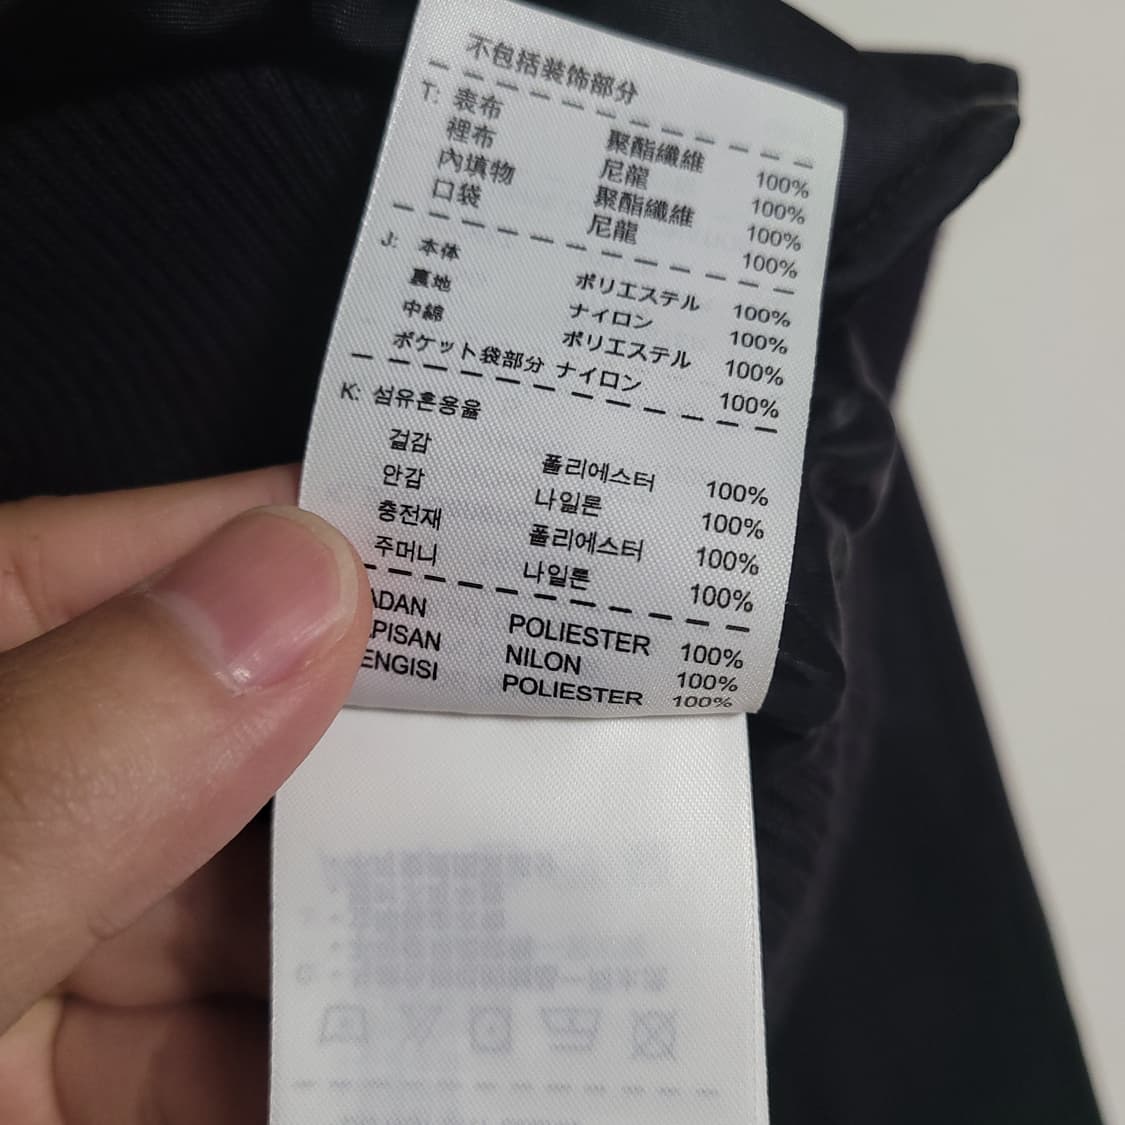 不包括装饰部分
T: 表布 聚酯纖維 100%
裡布 尼龍 100%
內填物 聚酯纖維 100%
口袋 尼龍 100%
J: 本体 ポリエステル 100%
裏地 ナイロン 100%
中綿 ポリエステル 100%
ポケット袋部分 ナイロン 100%
K: 섬유혼용율
겉감 폴리에스터 100%
안감 나일론 100%
충전재 폴리에스터 100%
주머니 나일론 100%
ADAN POLIESTER 100%
PISAN NILON 100%
ENGISI POLIESTER 100%